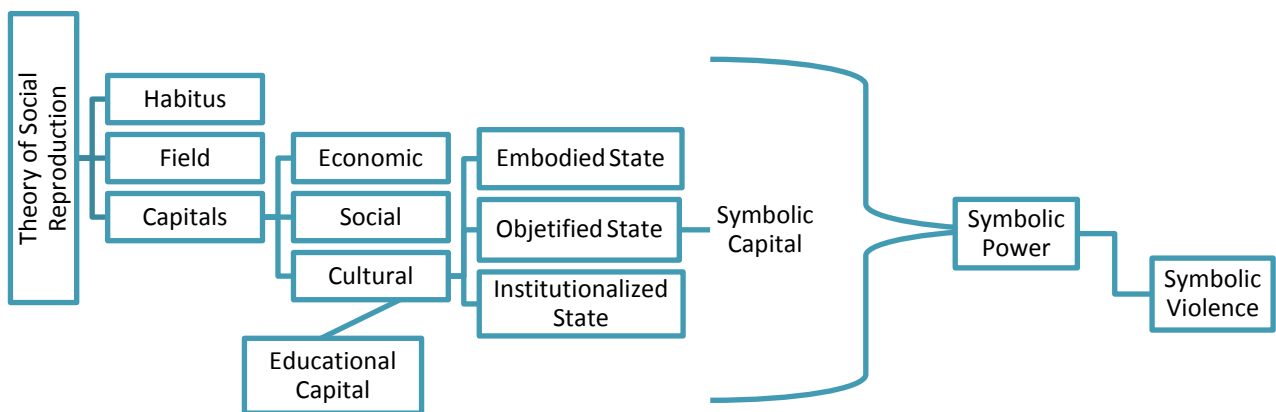 Theory of Social
Reproduction
Habitus
Field
Capitals
Economic
Social
Cultural
Educational
Capital
Embodied State
Objetified State
Institutionalized
State
Symbolic
Capital
Symbolic
Power
Symbolic
Violence